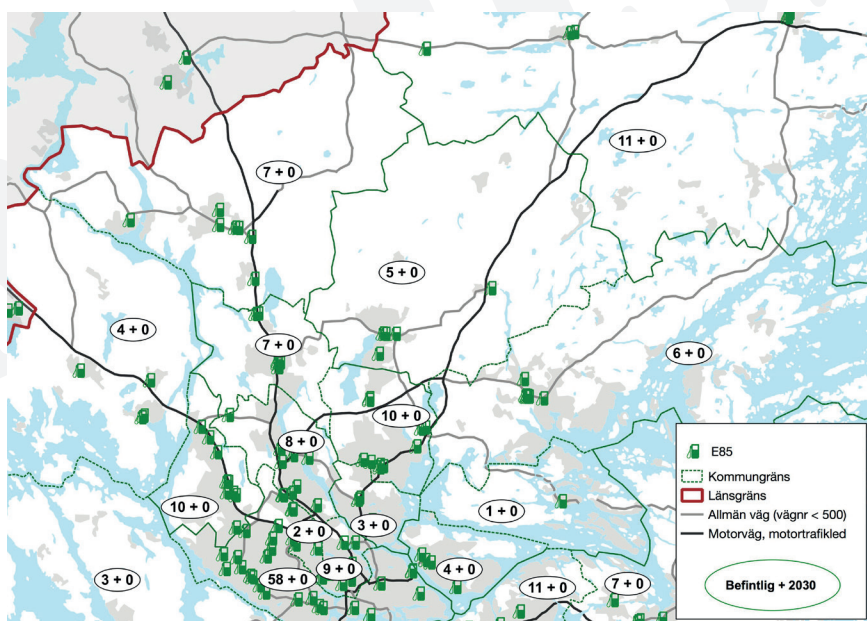 11 + 0
7 + 0
5 + 0
4 + 0
7 + 0
6 + 0
10 + 0
8 + 0
10 + 0
1 + 0
3 + 0
2 + 0
9 + 0
4 + 0
58 + 0
3 + 0
11 + 0
7 + 0
E85
Kommungräns
Länsgräns
Allmän väg (vägnr < 500)
Motorväg, motortrafikled
Befintlig + 2030